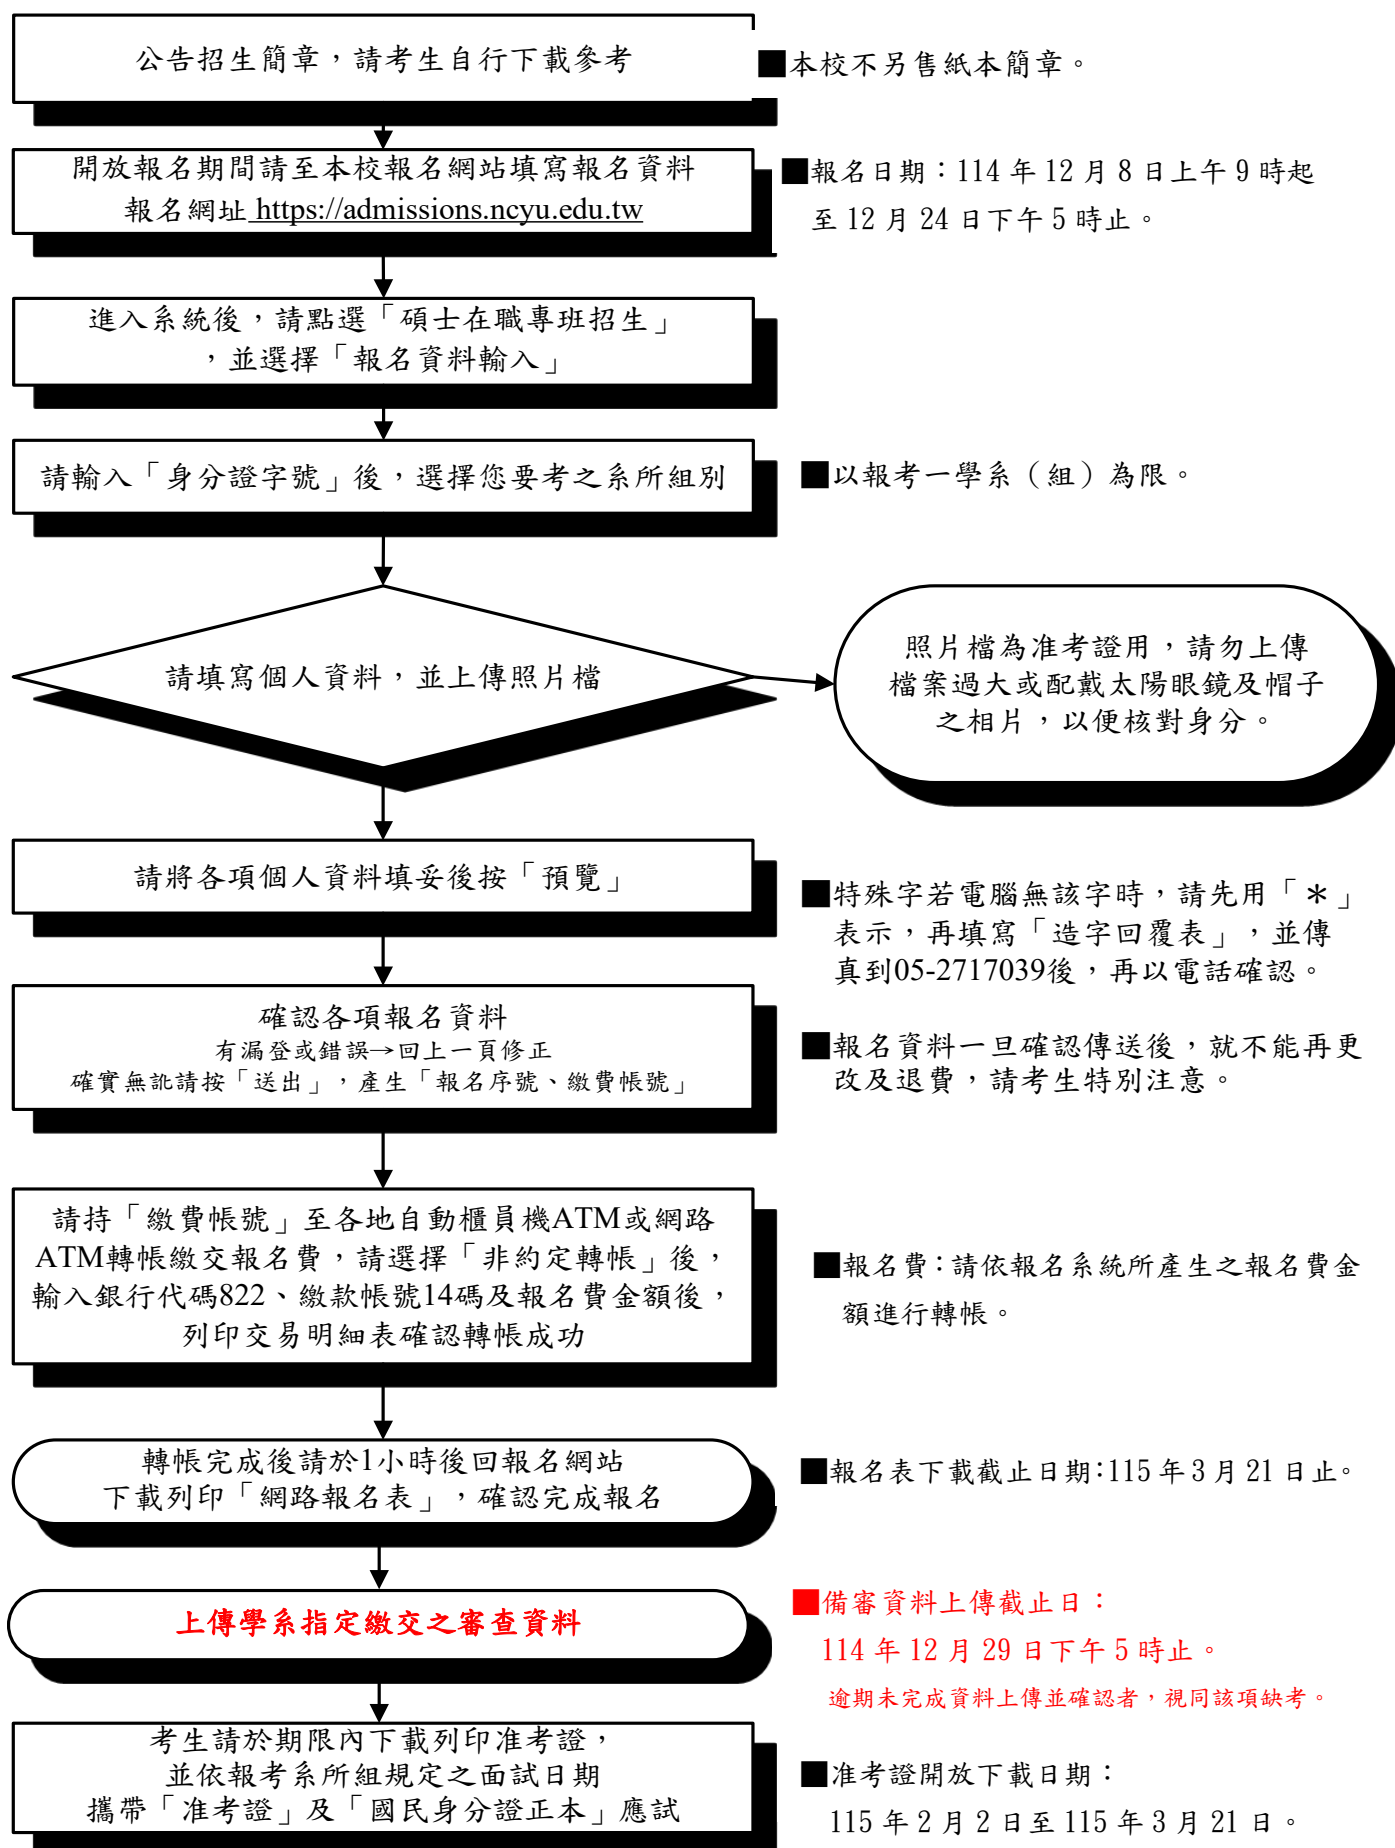 公告招生簡章，請考生自行下載參考
■本校不另售紙本簡章。
開放報名期間請至本校報名網站填寫報名資料
報名網址 https://admissions.ncyu.edu.tw
■報名日期：114 年 12 月 8 日上午 9 時起
至 12 月 24 日下午 5 時止。
進入系統後，請點選「碩士在職專班招生」
，並選擇「報名資料輸入」
請輸入「身分證字號」後，選擇您要考之系所組別
■以報考一學系（組）為限。
請填寫個人資料，並上傳照片檔
照片檔為准考證用，請勿上傳
檔案過大或配戴太陽眼鏡及帽子
之相片，以便核對身分。
請將各項個人資料填妥後按「預覽」
■特殊字若電腦無該字時，請先用「＊」
表示，再填寫「造字回覆表」，並傳
真到05-2717039後，再以電話確認。
確認各項報名資料
有漏登或錯誤→回上一頁修正
確實無訛請按「送出」，產生「報名序號、繳費帳號」
■報名資料一旦確認傳送後，就不能再更
改及退費，請考生特別注意。
請持「繳費帳號」至各地自動櫃員機ATM或網路
ATM轉帳繳交報名費，請選擇「非約定轉帳」後，
輸入銀行代碼822、繳款帳號14碼及報名費金額後，
列印交易明細表確認轉帳成功
■報名費：請依報名系統所產生之報名費金
額進行轉帳。
轉帳完成後請於1小時後回報名網站
下載列印「網路報名表」，確認完成報名
■報名表下載截止日期：115 年 3 月 21 日止。
上傳學系指定繳交之審查資料
■備審資料上傳截止日：
114 年 12 月 29 日下午 5 時止。
逾期未完成資料上傳並確認者，視同該項缺考。
考生請於期限內下載列印准考證，
並依報考系所組規定之面試日期
攜帶「准考證」及「國民身分證正本」應試
■准考證開放下載日期：
115 年 2 月 2 日至 115 年 3 月 21 日。